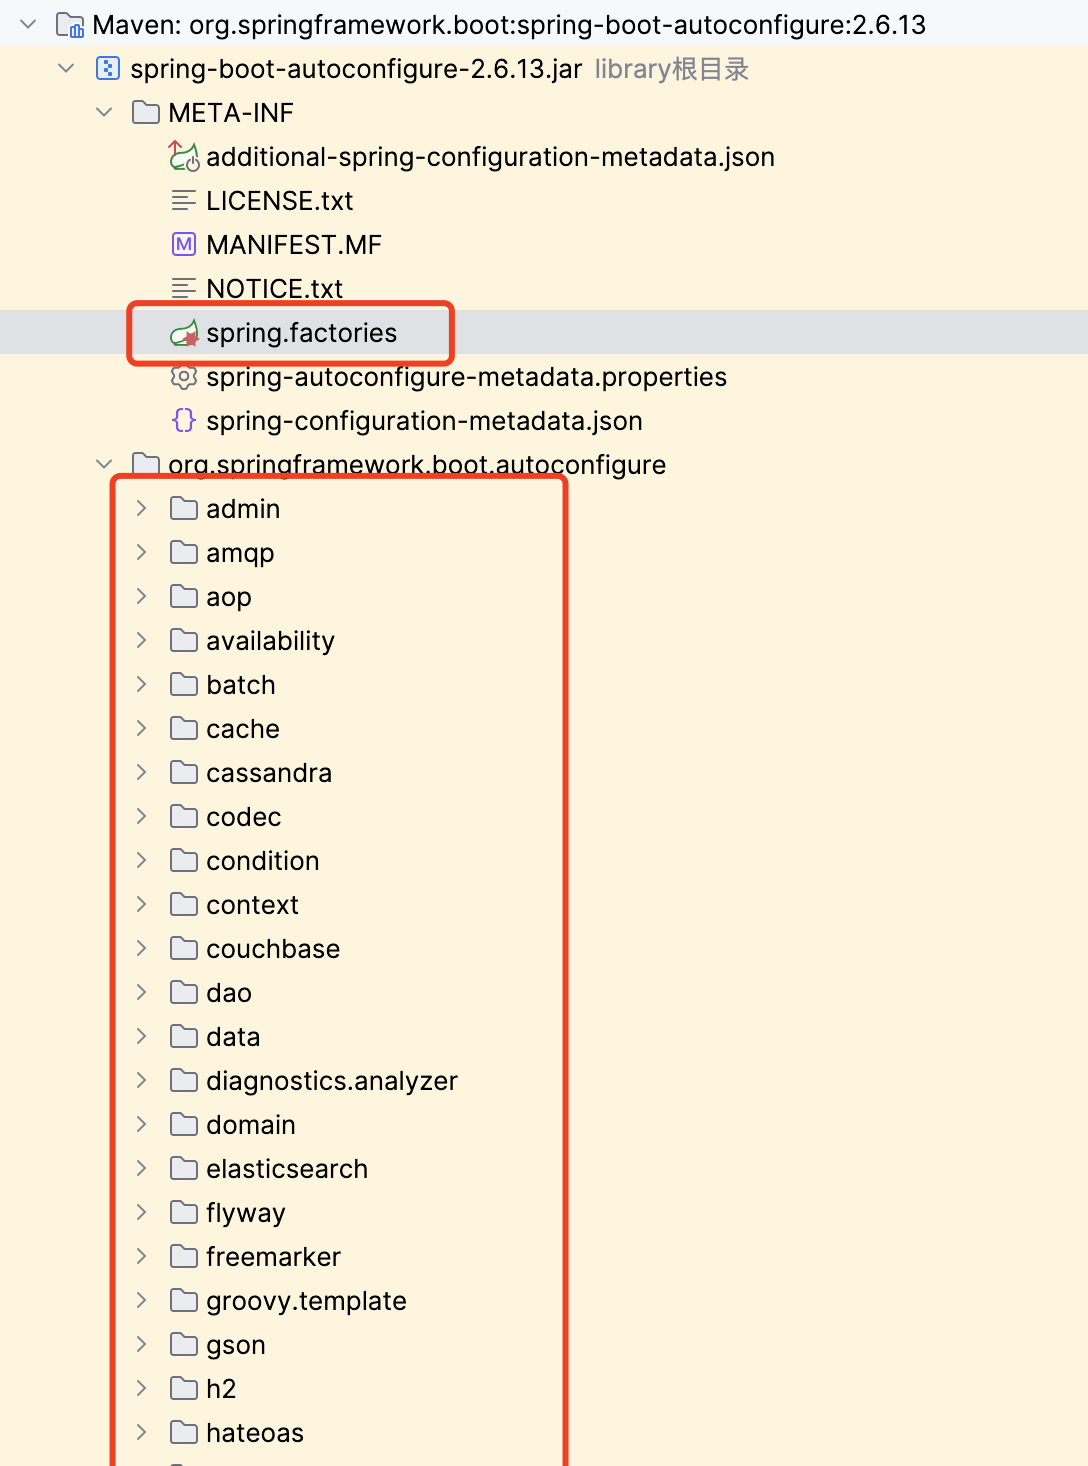 Maven: org.springframework.boot:spring-boot-autoconfigure:2.6.13
spring-boot-autoconfigure-2.6.13.jar library根目录
META-INF
additional-spring-configuration-metadata.json
LICENSE.txt
MANIFEST.MF
NOTICE.txt
spring.factories
spring-autoconfigure-metadata.properties
spring-configuration-metadata.json
org.springframework.boot.autoconfigure
admin
amqp
aop
availability
batch
cache
cassandra
codec
condition
context
couchbase
dao
data
diagnostics.analyzer
domain
elasticsearch
flyway
freemarker
groovy.template
gson
h2
hateoas